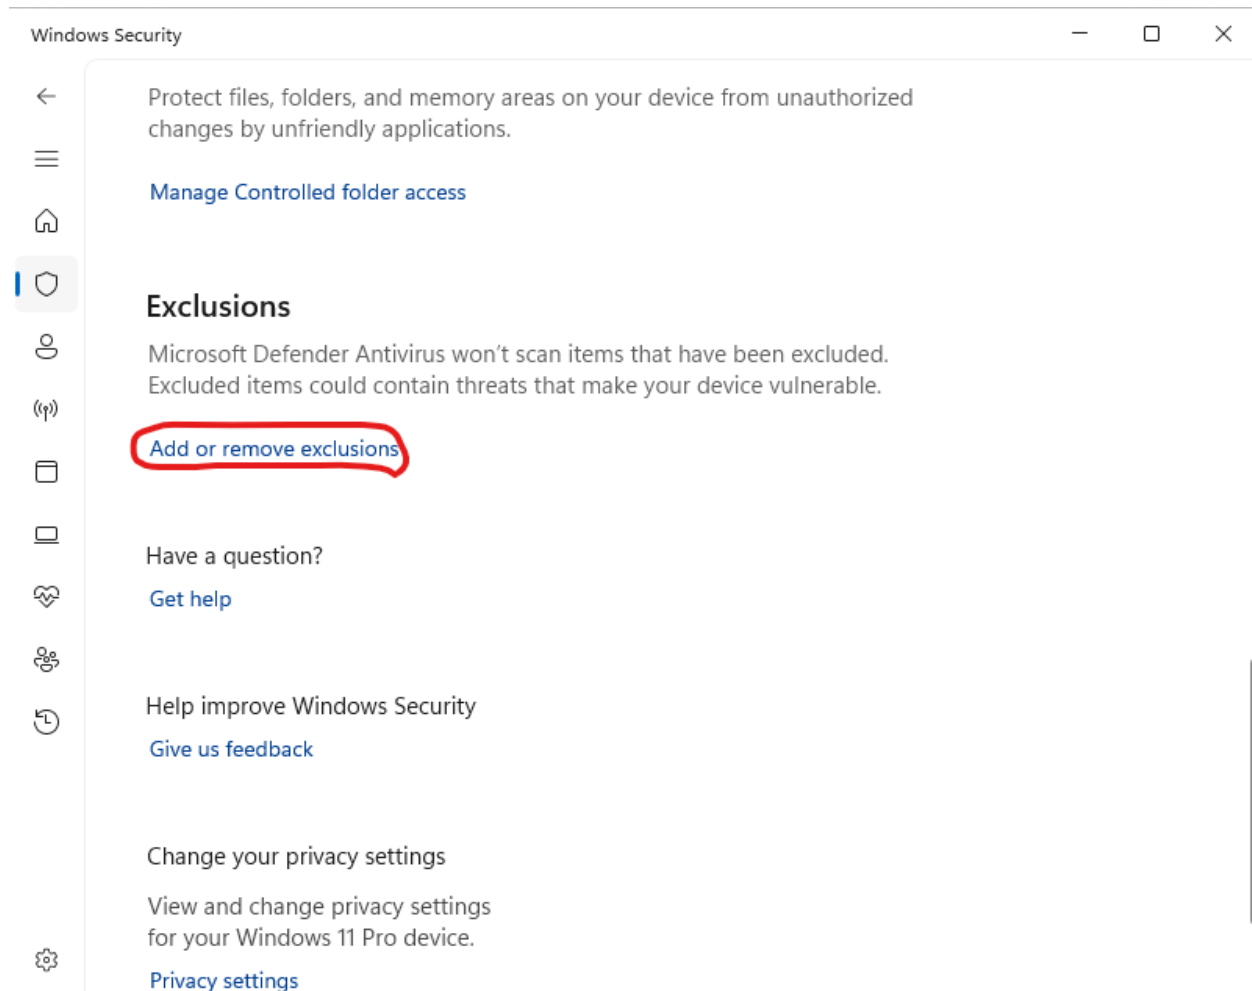 Windows Security
Protect files, folders, and memory areas on your device from unauthorized
changes by unfriendly applications.
Manage Controlled folder access
Exclusions
Microsoft Defender Antivirus won't scan items that have been excluded.
Excluded items could contain threats that make your device vulnerable.
Add or remove exclusions
Have a question?
Get help
Help improve Windows Security
Give us feedback
Change your privacy settings
View and change privacy settings
for your Windows 11 Pro device.
Privacy settings